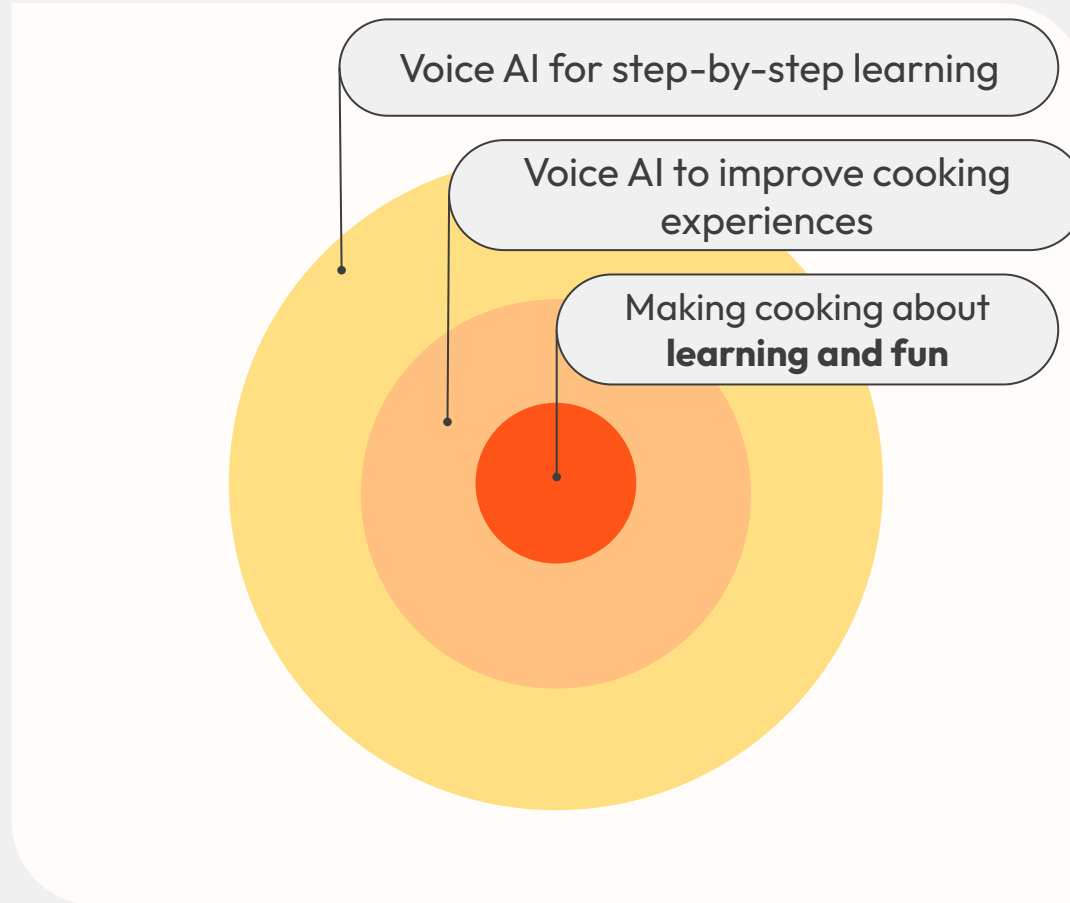 Voice AI for step-by-step learning
Voice AI to improve cooking
experiences
Making cooking about
learning and fun